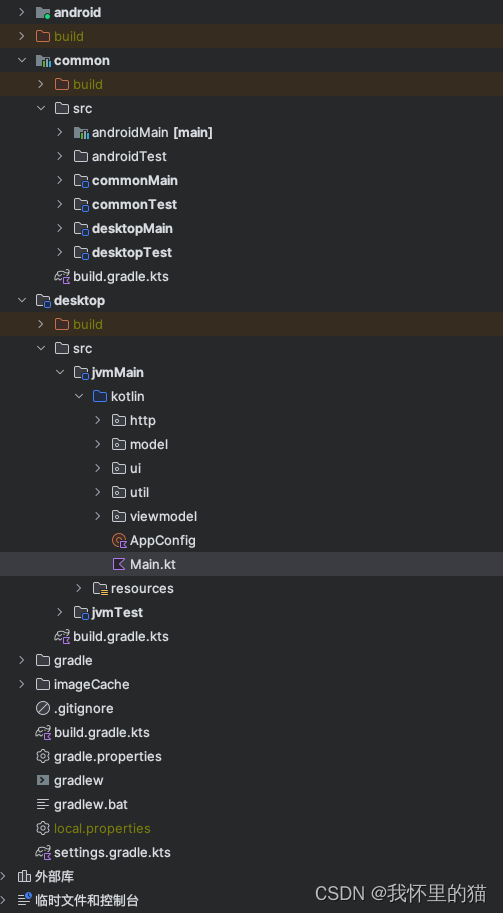 android
build
common
build
src
androidMain [main]
androidTest
commonMain
commonTest
desktopMain
desktopTest
build.gradle.kts
desktop
build
src
jvmMain
kotlin
http
model
ui
util
viewmodel
AppConfig
Main.kt
resources
jvmTest
build.gradle.kts
gradle
imageCache
.gitignore
build.gradle.kts
gradle.properties
gradlew
gradlew.bat
local.properties
settings.gradle.kts
外部库
临时文件和控制台
CSDN @我怀里的猫